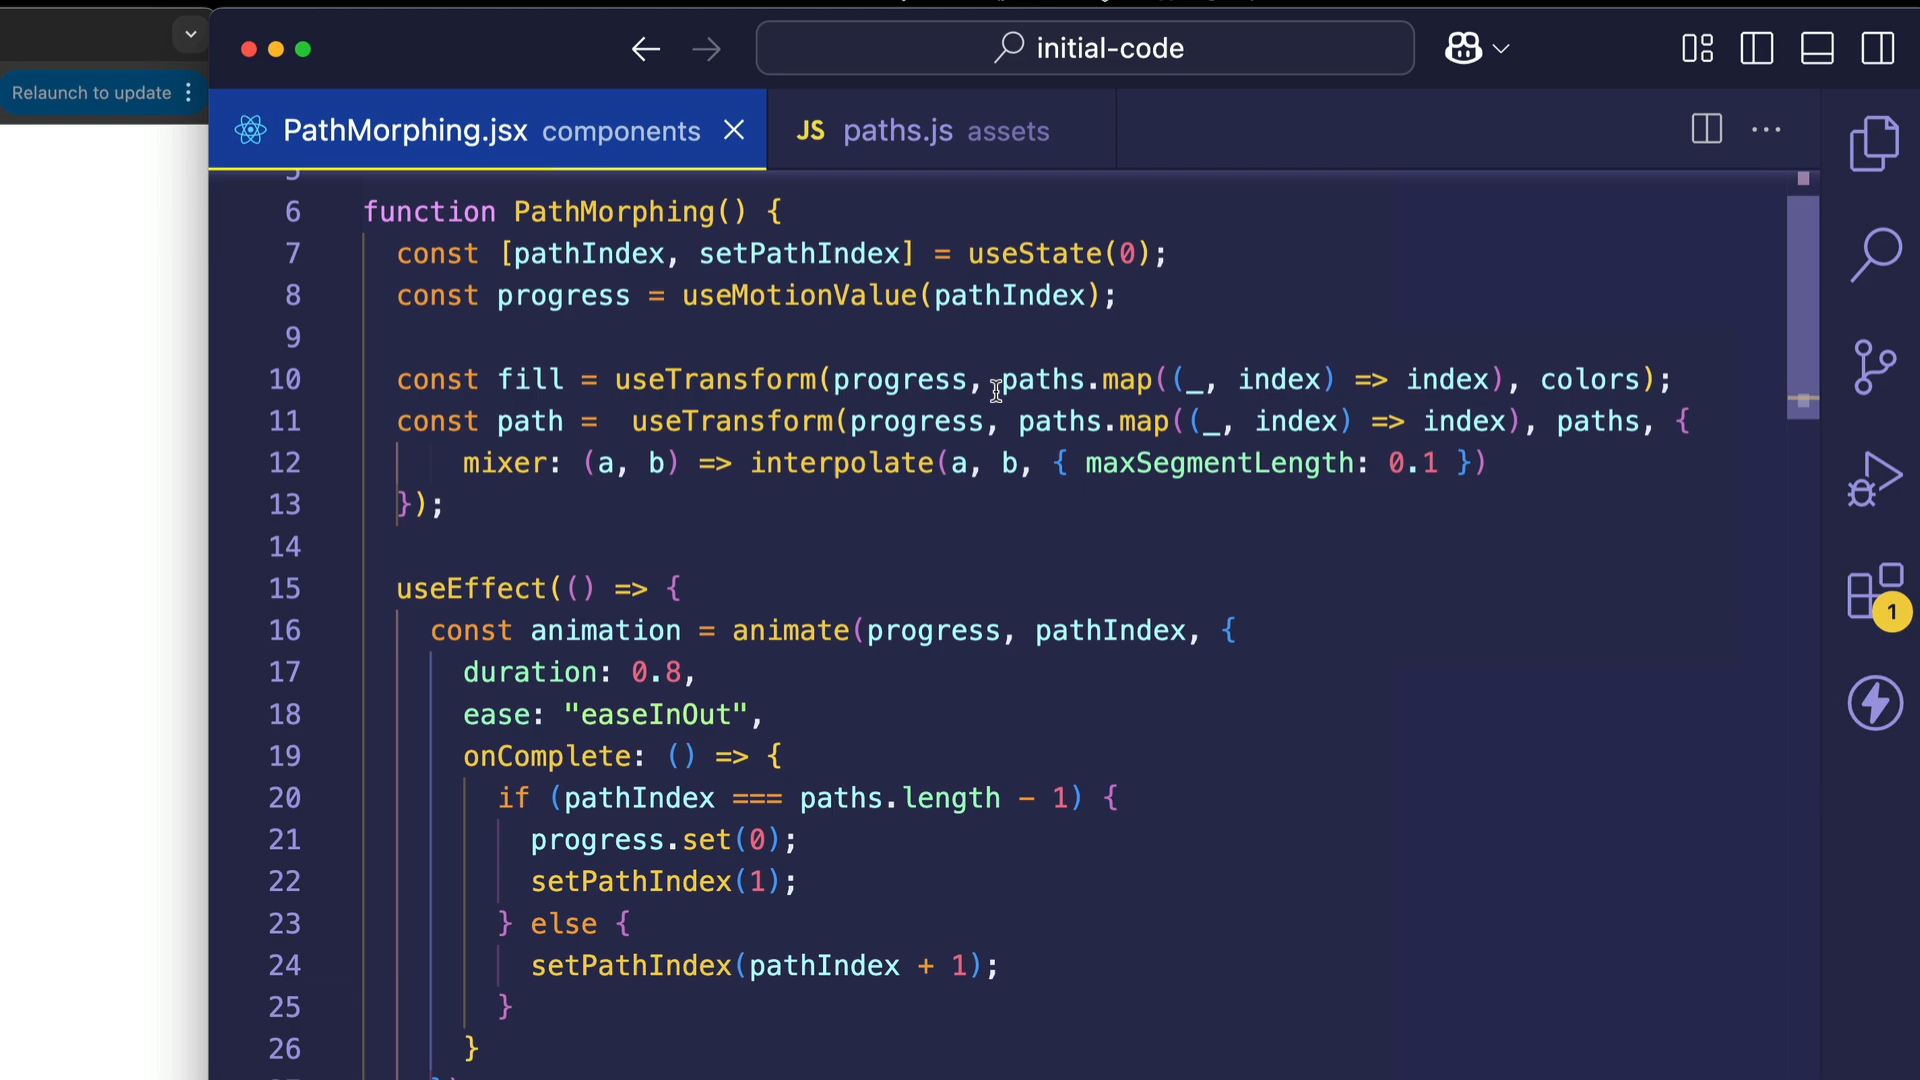 initial-code
Relaunch to update
PathMorphing.jsx components
JS paths.js assets
5
6 function PathMorphing() {
7 const [pathIndex, setPathIndex] = useState(0);
8 const progress = useMotionValue(pathIndex);
9
10 const fill = useTransform(progress, paths.map((_, index) => index), colors);
11 const path =  useTransform(progress, paths.map((_, index) => index), paths, {
12 mixer: (a, b) => interpolate(a, b, { maxSegmentLength: 0.1 })
13 });
14
15 useEffect(() => {
16 const animation = animate(progress, pathIndex, {
17 duration: 0.8,
18 ease: "easeInOut",
19 onComplete: () => {
20 if (pathIndex === paths.length - 1) {
21 progress.set(0);
22 setPathIndex(1);
23 } else {
24 setPathIndex(pathIndex + 1);
25 }
26 }
1